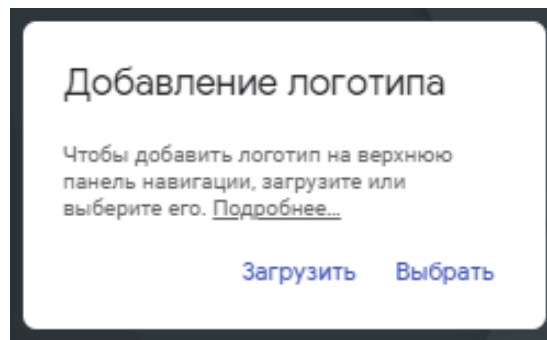 Добавление логотипа
Чтобы добавить логотип на верхнюю
панель навигации, загрузите или
выберите его. Подробнее...
Загрузить Выбрать